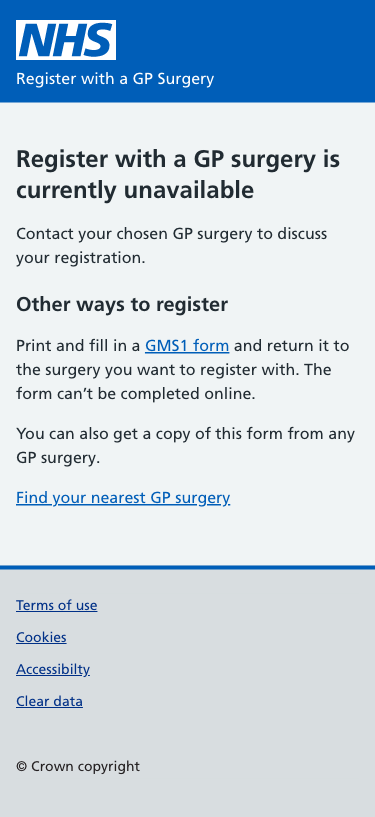 NHS
Register with a GP Surgery
Register with a GP surgery is
currently unavailable
Contact your chosen GP surgery to discuss
your registration.
Other ways to register
Print and fill in a GMS1 form and return it to
the surgery you want to register with. The
form can’t be completed online.
You can also get a copy of this form from any
GP surgery.
Find your nearest GP surgery
Terms of use
Cookies
Accessibilty
Clear data
© Crown copyright